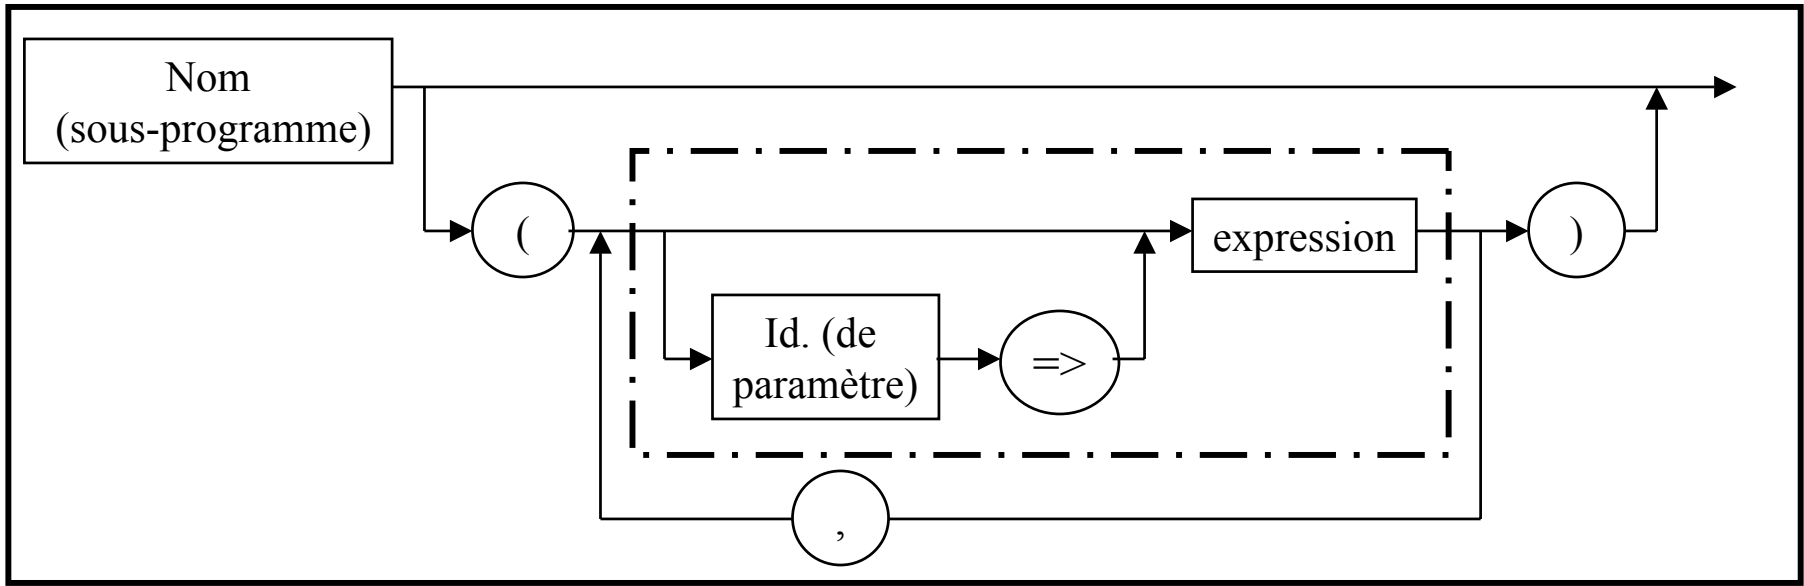 Nom
(sous-programme)
(
expression
)
Id. (de
paramètre)
=>
,